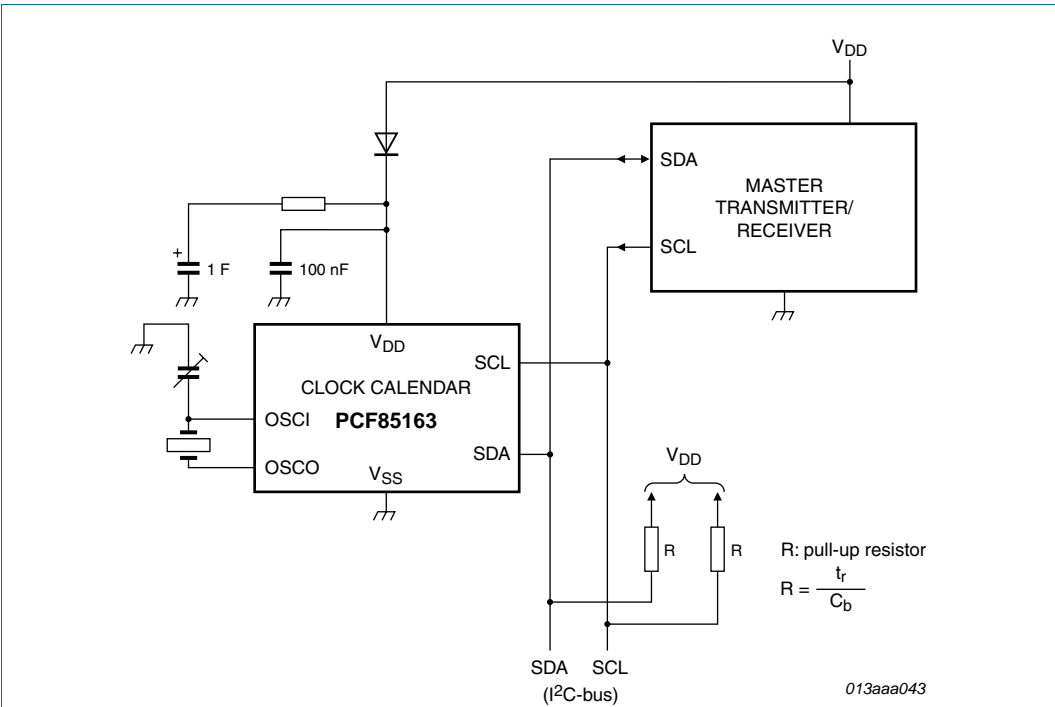 VDD
SDA
MASTER
TRANSMITTER/
RECEIVER
SCL
+
1 F
100 nF
VDD
SCL
CLOCK CALENDAR
PCF85163
OSCI
SDA
OSCO
VSS
VDD
R
R
R: pull-up resistor
R = tr
Cb
SDA SCL
(I²C-bus)
013aaa043